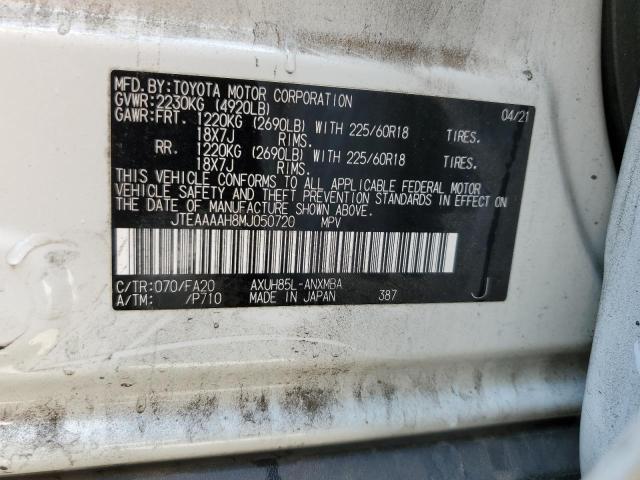 MFD.BY:TOYOTA MOTOR CORPORATION 04/21
GVWR:2230KG (4920LB)
GAWR:FRT. 1220KG (2690LB) WITH 225/60R18 TIRES.
18X7J RIMS.
RR. 1220KG (2690LB) WITH 225/60R18 TIRES.
18X7J RIMS.
THIS VEHICLE CONFORMS TO ALL APPLICABLE FEDERAL MOTOR
VEHICLE SAFETY AND THEFT PREVENTION STANDARDS IN EFFECT ON
THE DATE OF MANUFACTURE SHOWN ABOVE.
JTEAAAAH8MJ050720 MPV
C/TR:070/FA20 AXUH85L-ANXMBA
A/TM: /P710 MADE IN JAPAN 387 J